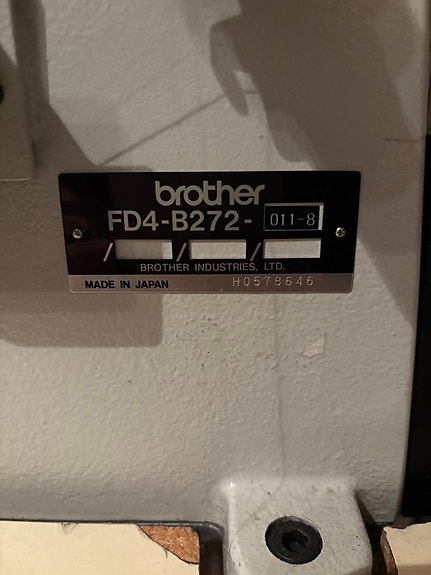 brother
FD4-B272- 011-8
/ / /
BROTHER INDUSTRIES, LTD.
MADE IN JAPAN H0578646